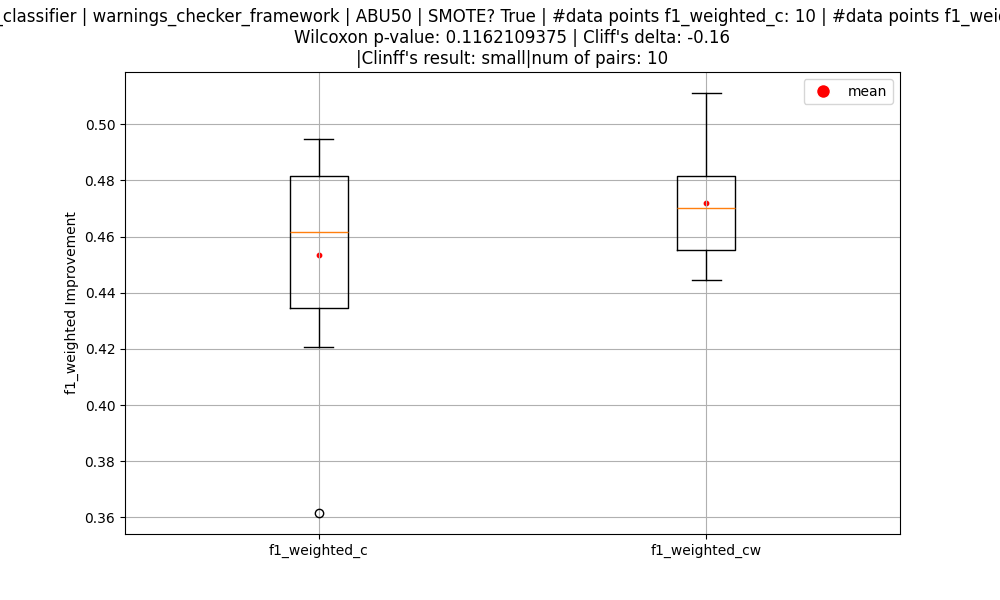 _classifier | warnings_checker_framework | ABU50 | SMOTE? True | #data points f1_weighted_c: 10 | #data points
Wilcoxon p-value: 0.1162109375 | Cliff's delta: -0.16
|Clinff's result: small|num of pairs: 10
mean
0.50
0.48
0.46
0.44
0.42
0.40
0.38
0.36
f1_weighted Improvement
f1_weighted_c
f1_weighted_cw